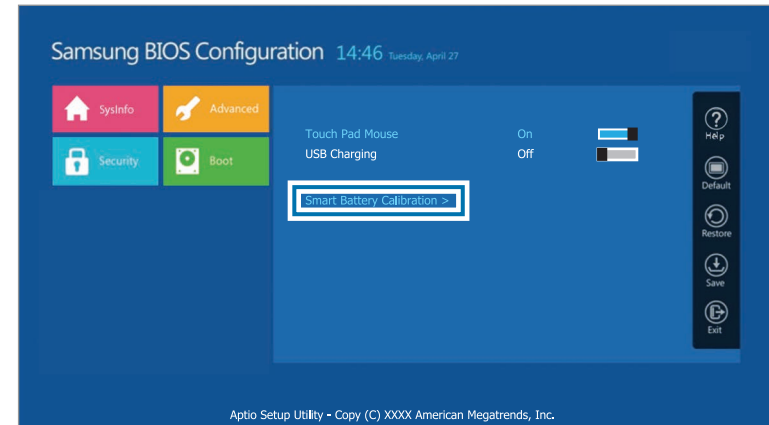 Samsung BIOS Configuration 14:46 Tuesday, April 27
SysInfo
Advanced
Security
Boot
Touch Pad Mouse On
USB Charging Off
Smart Battery Calibration >
Help
Default
Restore
Save
Exit
Aptio Setup Utility - Copy (C) XXXX American Megatrends, Inc.